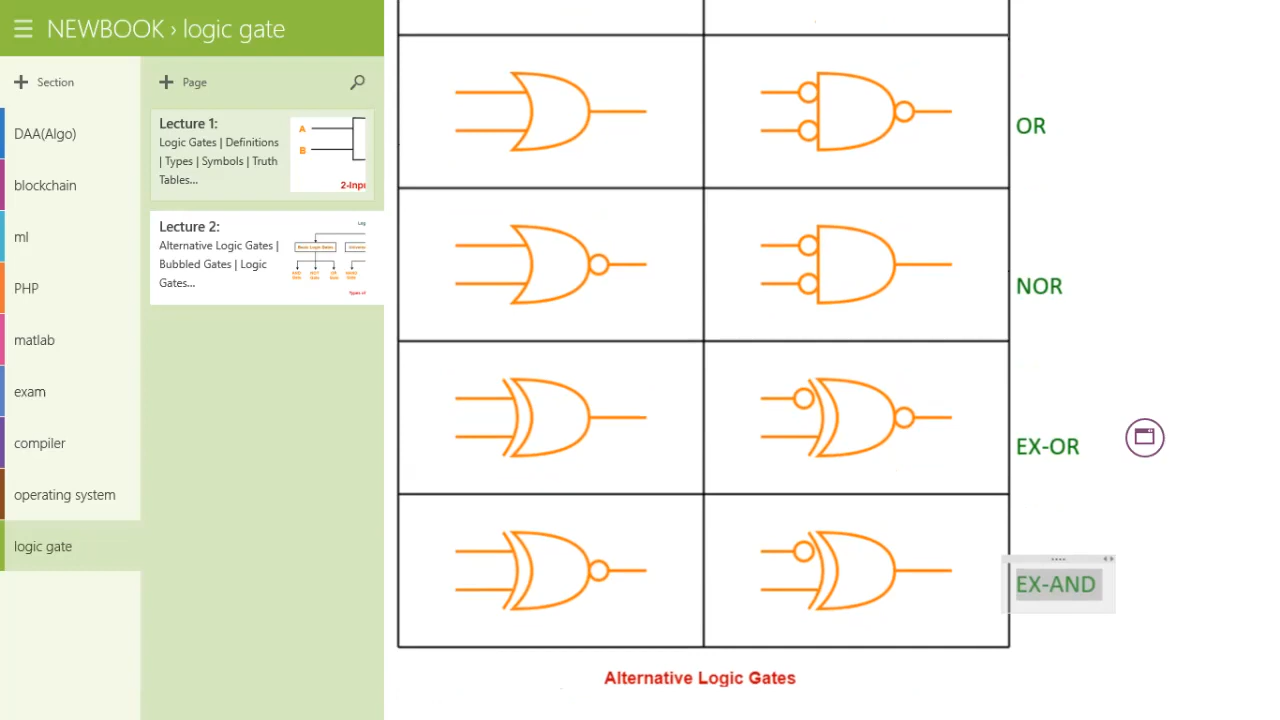 NEWBOOK › logic gate
Section
DAA(Algo)
blockchain
ml
PHP
matlab
exam
compiler
operating system
logic gate
Page
Lecture 1:
Logic Gates | Definitions
| Types | Symbols | Truth
Tables...
A
B
2-Inpu
Lecture 2:
Alternative Logic Gates |
Bubbled Gates | Logic
Gates...
OR
NOR
EX-OR
EX-AND
Alternative Logic Gates